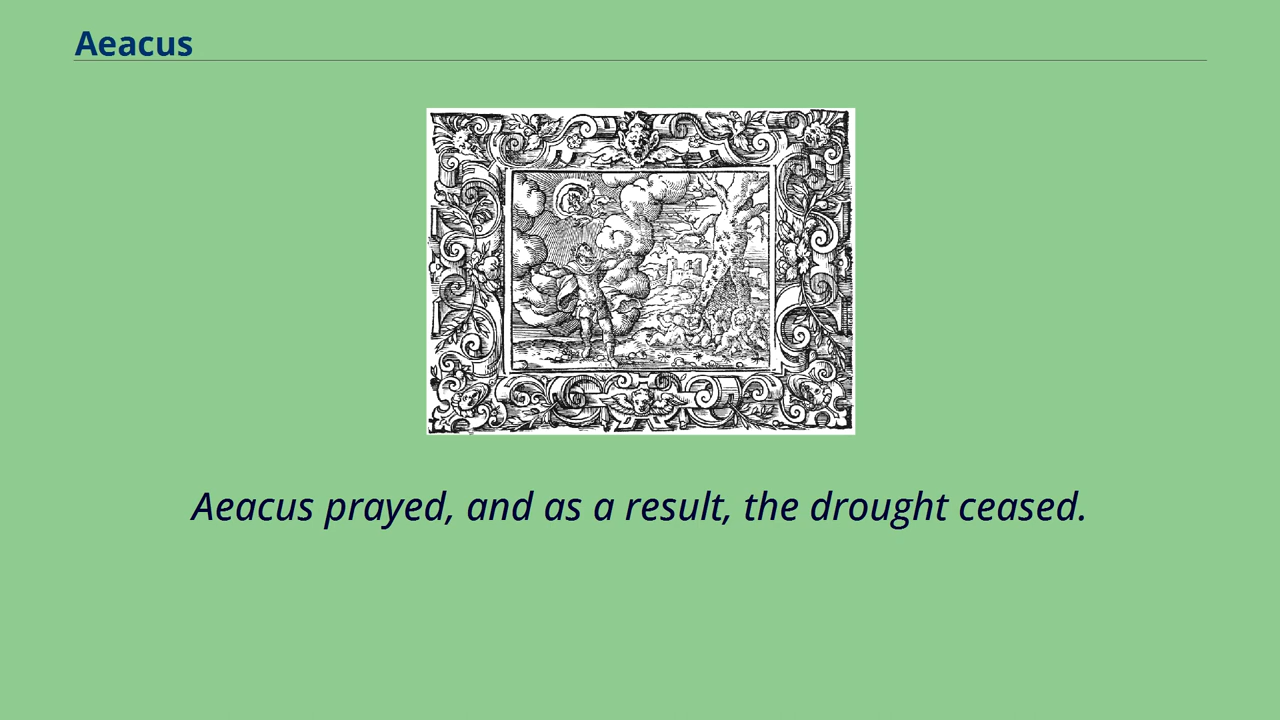 Aeacus
Aeacus prayed, and as a result, the drought ceased.